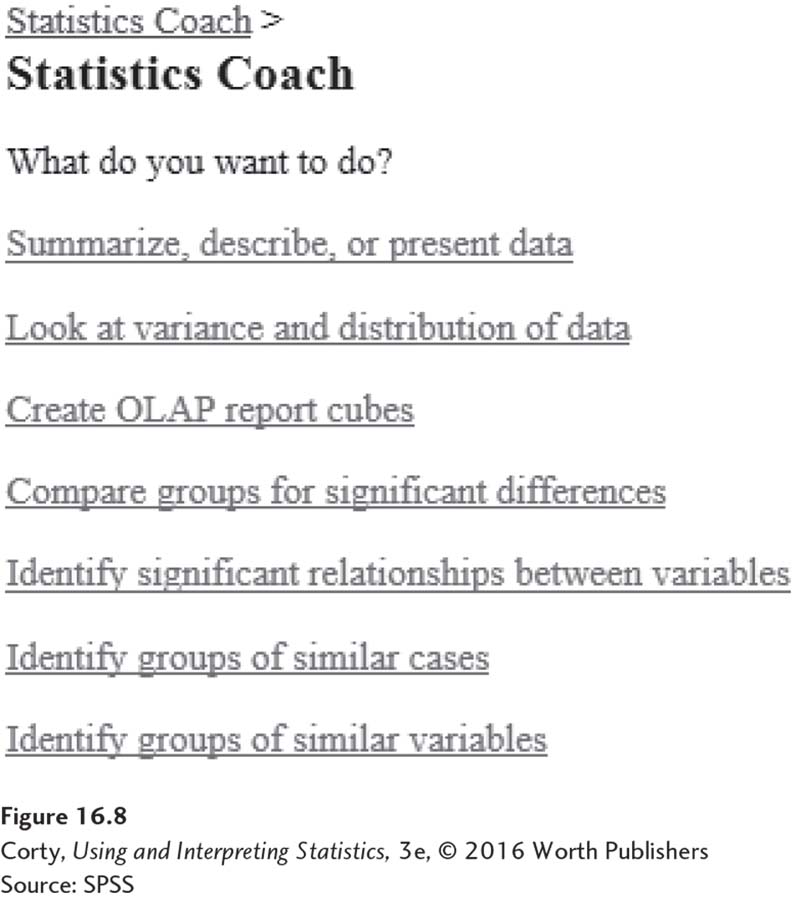 Statistics Coach >
Statistics Coach
What do you want to do?
Summarize, describe, or present data
Look at variance and distribution of data
Create OLAP report cubes
Compare groups for significant differences
Identify significant relationships between variables
Identify groups of similar cases
Identify groups of similar variables
Figure 16.8
Corty, Using and Interpreting Statistics, 3e, © 2016 Worth Publishers
Source: SPSS